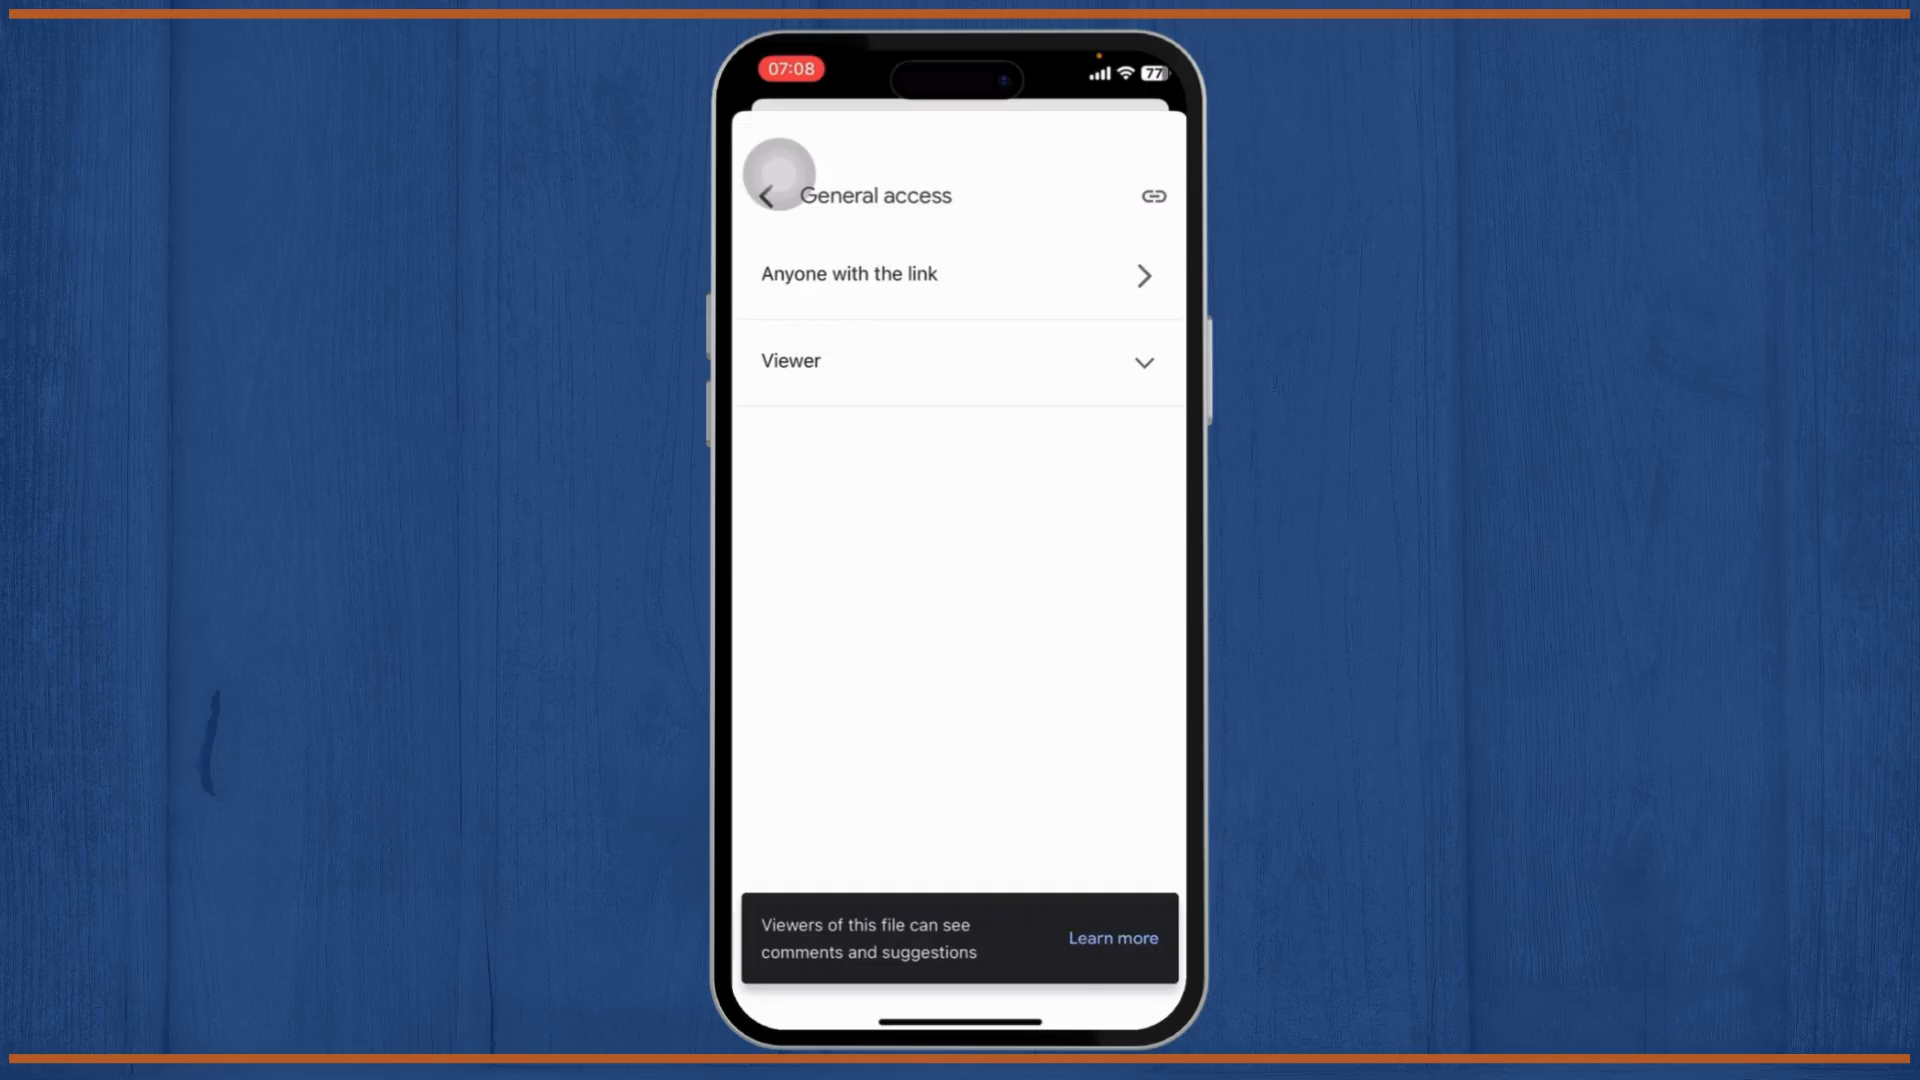 07:08
77
General access
Anyone with the link
Viewer
Viewers of this file can see
comments and suggestions
Learn more